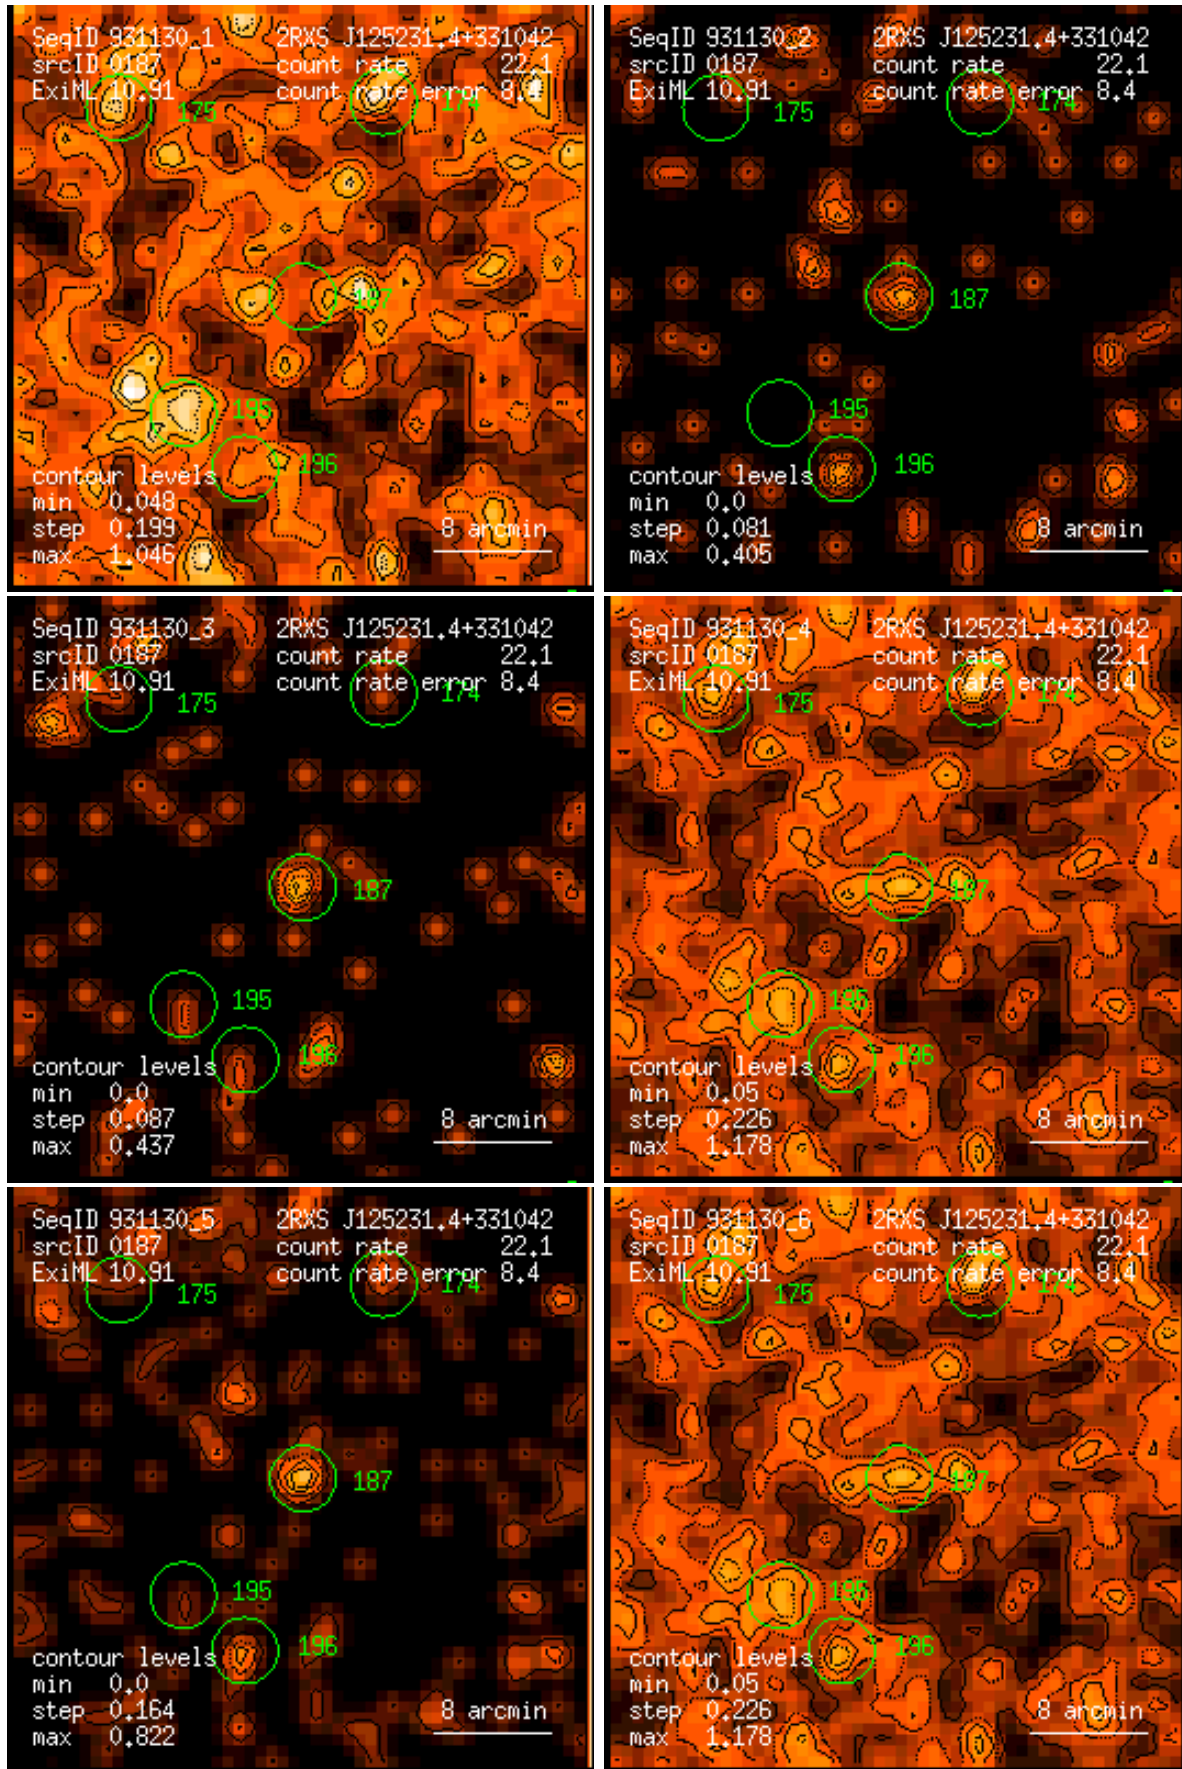 SeqID 931130_1 2RXS J125231.4+331042
srcID 0187 count rate 22.1
ExiML 10.91 count rate error 8.4
175
174
187
195
196
contour levels
min 0.048
step 0.199
max 1.046
8 arcmin
SeqID 931130_2 2RXS J125231.4+331042
srcID 0187 count rate 22.1
ExiML 10.91 count rate error 8.4
175
174
187
195
196
contour levels
min 0.0
step 0.081
max 0.405
8 arcmin
SeqID 931130_3 2RXS J125231.4+331042
srcID 0187 count rate 22.1
ExiML 10.91 count rate error 8.4
175
174
187
195
196
contour levels
min 0.0
step 0.087
max 0.437
8 arcmin
SeqID 931130_4 2RXS J125231.4+331042
srcID 0187 count rate 22.1
ExiML 10.91 count rate error 8.4
175
174
187
195
196
contour levels
min 0.05
step 0.226
max 1.178
8 arcmin
SeqID 931130_5 2RXS J125231.4+331042
srcID 0187 count rate 22.1
ExiML 10.91 count rate error 8.4
175
174
187
195
196
contour levels
min 0.0
step 0.164
max 0.822
8 arcmin
SeqID 931130_6 2RXS J125231.4+331042
srcID 0187 count rate 22.1
ExiML 10.91 count rate error 8.4
175
174
187
195
196
contour levels
min 0.05
step 0.226
max 1.178
8 arcmin